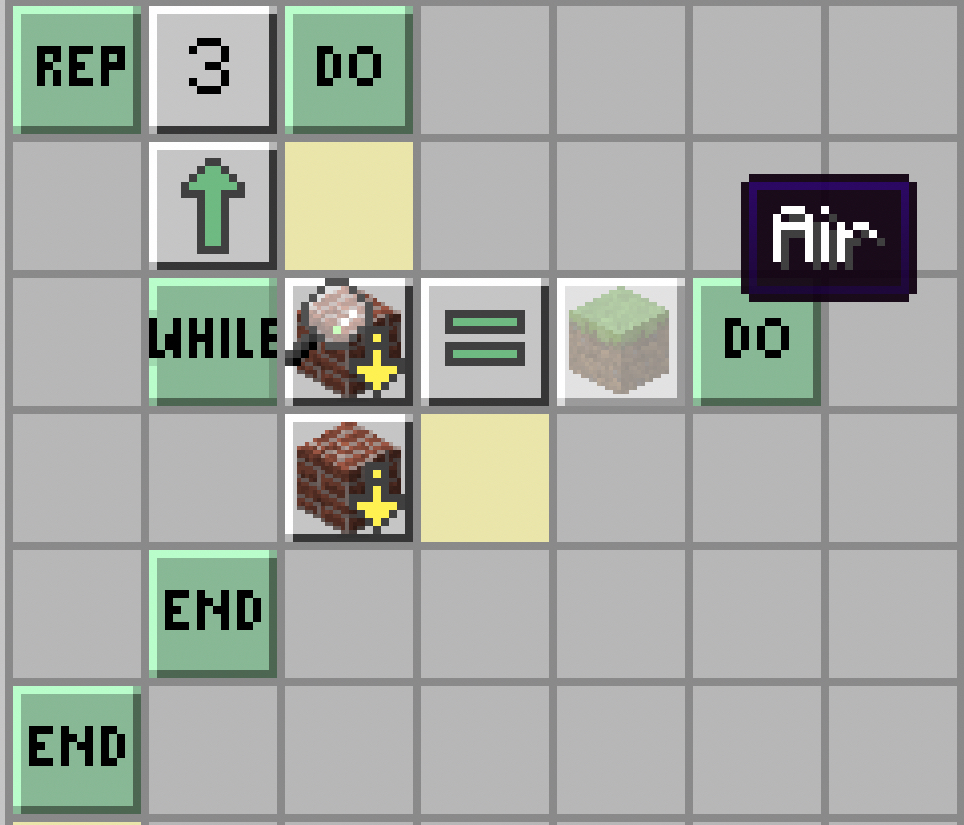 REP 3 DO
Air
WHILE = DO
END
END